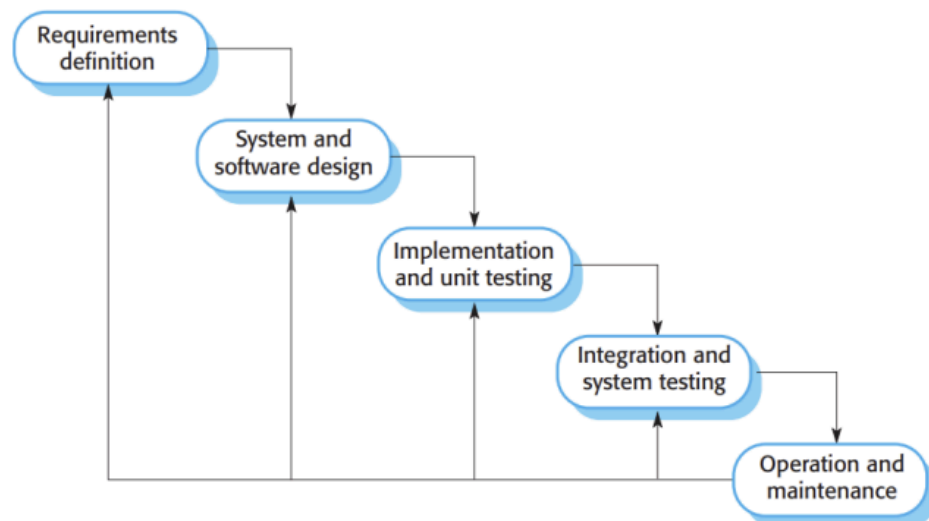 Requirements
definition
System and
software design
Implementation
and unit testing
Integration and
system testing
Operation and
maintenance